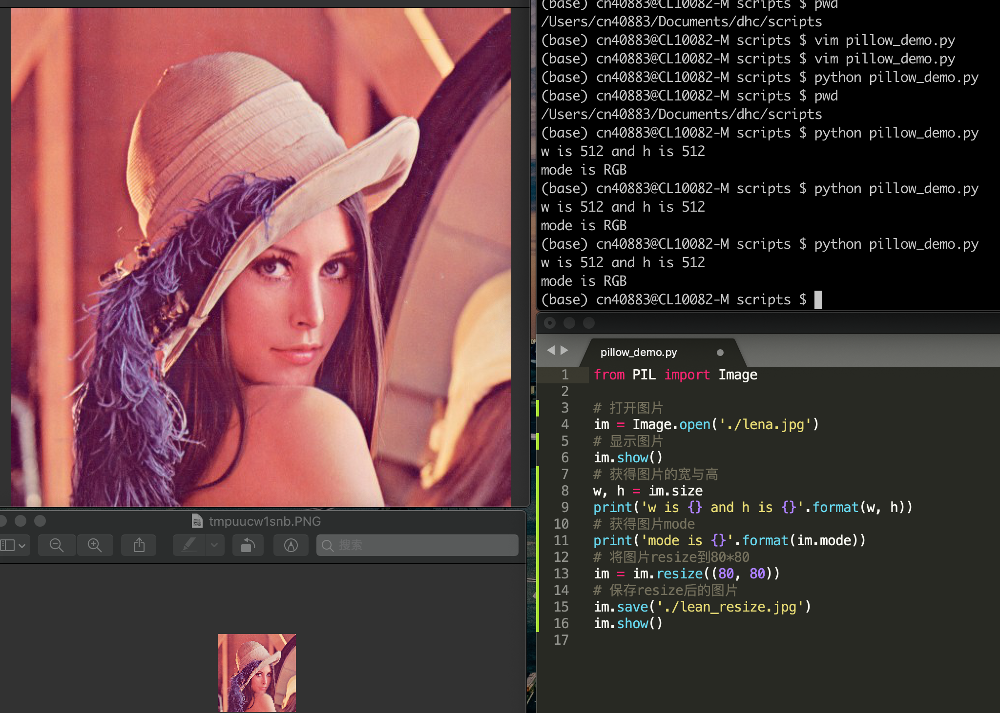 (base) cn40883@CL10082-M scripts $ pwd
/Users/cn40883/Documents/dhc/scripts
(base) cn40883@CL10082-M scripts $ vim pillow_demo.py
(base) cn40883@CL10082-M scripts $ vim pillow_demo.py
(base) cn40883@CL10082-M scripts $ python pillow_demo.py
(base) cn40883@CL10082-M scripts $ pwd
/Users/cn40883/Documents/dhc/scripts
(base) cn40883@CL10082-M scripts $ python pillow_demo.py
w is 512 and h is 512
mode is RGB
(base) cn40883@CL10082-M scripts $ python pillow_demo.py
w is 512 and h is 512
mode is RGB
(base) cn40883@CL10082-M scripts $ python pillow_demo.py
w is 512 and h is 512
mode is RGB
(base) cn40883@CL10082-M scripts $
tmpuucw1snb.PNG
搜索
pillow_demo.py
1 from PIL import Image
2
3 # 打开图片
4 im = Image.open('./lena.jpg')
5 # 显示图片
6 im.show()
7 # 获得图片的宽与高
8 w, h = im.size
9 print('w is {} and h is {}'.format(w, h))
10 # 获得图片mode
11 print('mode is {}'.format(im.mode))
12 # 将图片resize到80*80
13 im = im.resize((80, 80))
14 # 保存resize后的图片
15 im.save('./lean_resize.jpg')
16 im.show()
17